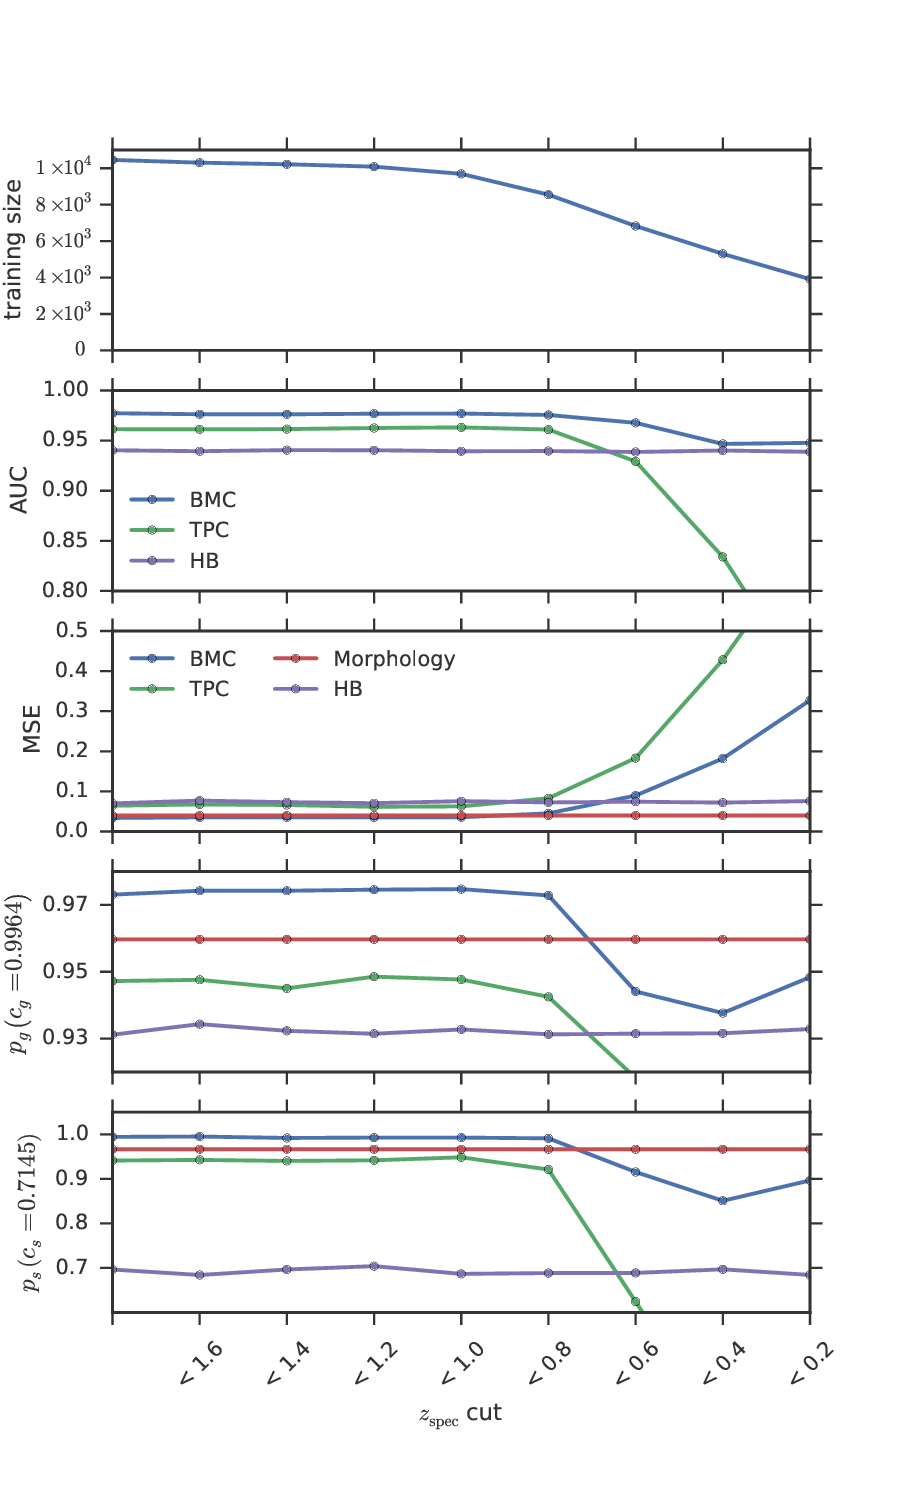 training size
1 ×10⁴
8 ×10³
6 ×10³
4 ×10³
2 ×10³
0
AUC
1.00
0.95
0.90
0.85
0.80
BMC
TPC
HB
MSE
0.5
0.4
0.3
0.2
0.1
0.0
BMC Morphology
TPC HB
p_g (c_g =0.9964)
0.97
0.95
0.93
p_s (c_s =0.7145)
1.0
0.9
0.8
0.7
< 1.6 < 1.4 < 1.2 < 1.0 < 0.8 < 0.6 < 0.4 < 0.2
z_spec cut